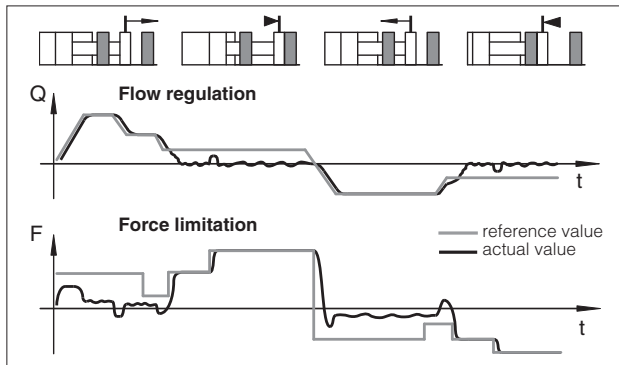 Q
Flow regulation
t
Force limitation
F
reference value
actual value
t